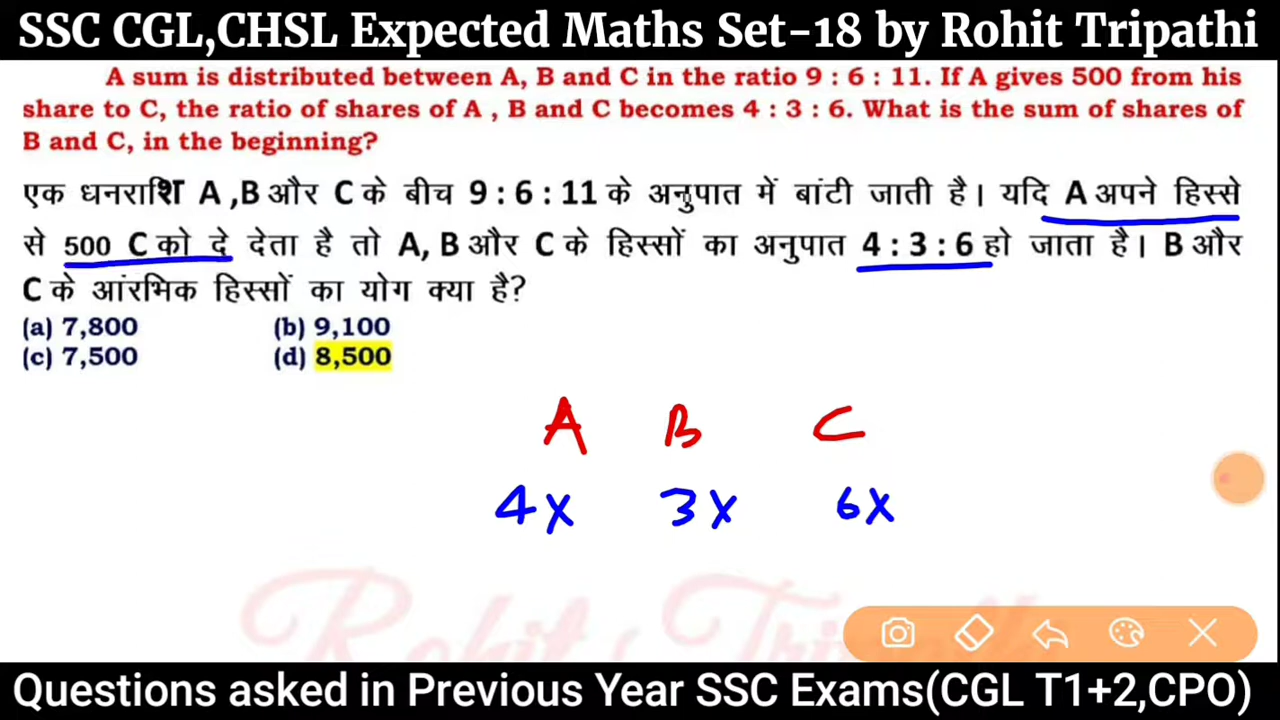 SSC CGL,CHSL Expected Maths Set-18 by Rohit Tripathi
A sum is distributed between A, B and C in the ratio 9 : 6 : 11. If A gives 500 from his
share to C, the ratio of shares of A , B and C becomes 4 : 3 : 6. What is the sum of shares of
B and C, in the beginning?
एक धनराशि A ,B और C के बीच 9 : 6 : 11 के अनुपात में बांटी जाती है। यदि A अपने हिस्से
से 500 C को दे देता है तो A, B और C के हिस्सों का अनुपात 4 : 3 : 6 हो जाता है। B और
C के आंरभिक हिस्सों का योग क्या है?
(a) 7,800 (b) 9,100
(c) 7,500 (d) 8,500
A B C
4x 3x 6x
Rohit Tripathi
Questions asked in Previous Year SSC Exams(CGL T1+2,CPO)